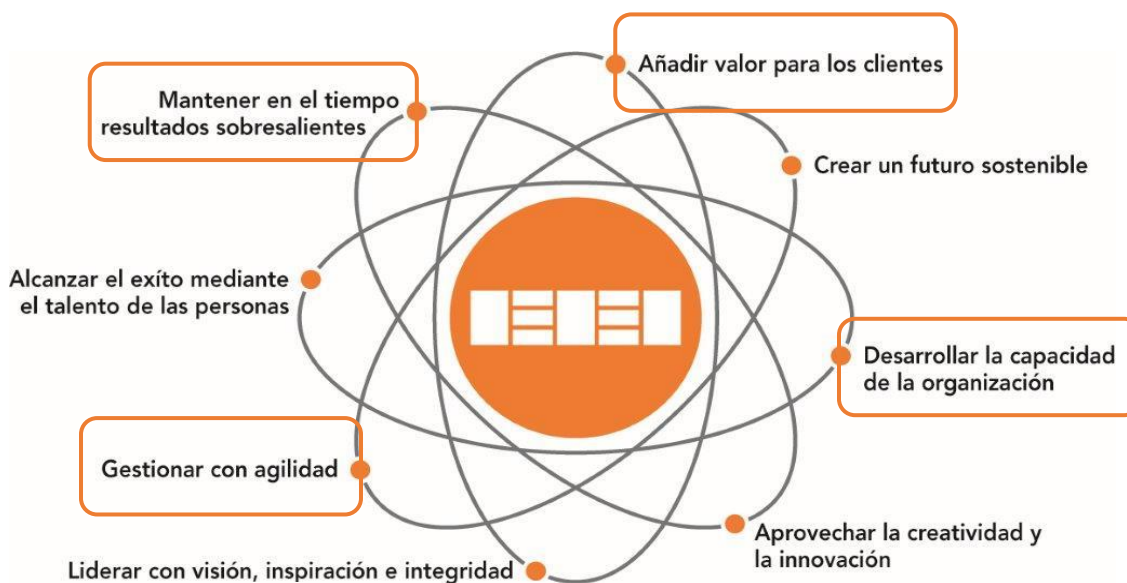 Añadir valor para los clientes
Mantener en el tiempo
resultados sobresalientes
Crear un futuro sostenible
Alcanzar el exíto mediante
el talento de las personas
Desarrollar la capacidad
de la organización
Gestionar con agilidad
Aprovechar la creatividad y
la innovación
Liderar con visión, inspiración e integridad